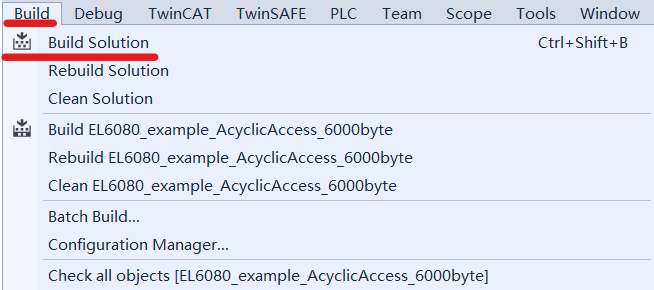 Build Debug TwinCAT TwinSAFE PLC Team Scope Tools Window
Build Solution Ctrl+Shift+B
Rebuild Solution
Clean Solution
Build EL6080_example_AcyclicAccess_6000byte
Rebuild EL6080_example_AcyclicAccess_6000byte
Clean EL6080_example_AcyclicAccess_6000byte
Batch Build...
Configuration Manager...
Check all objects [EL6080_example_AcyclicAccess_6000byte]